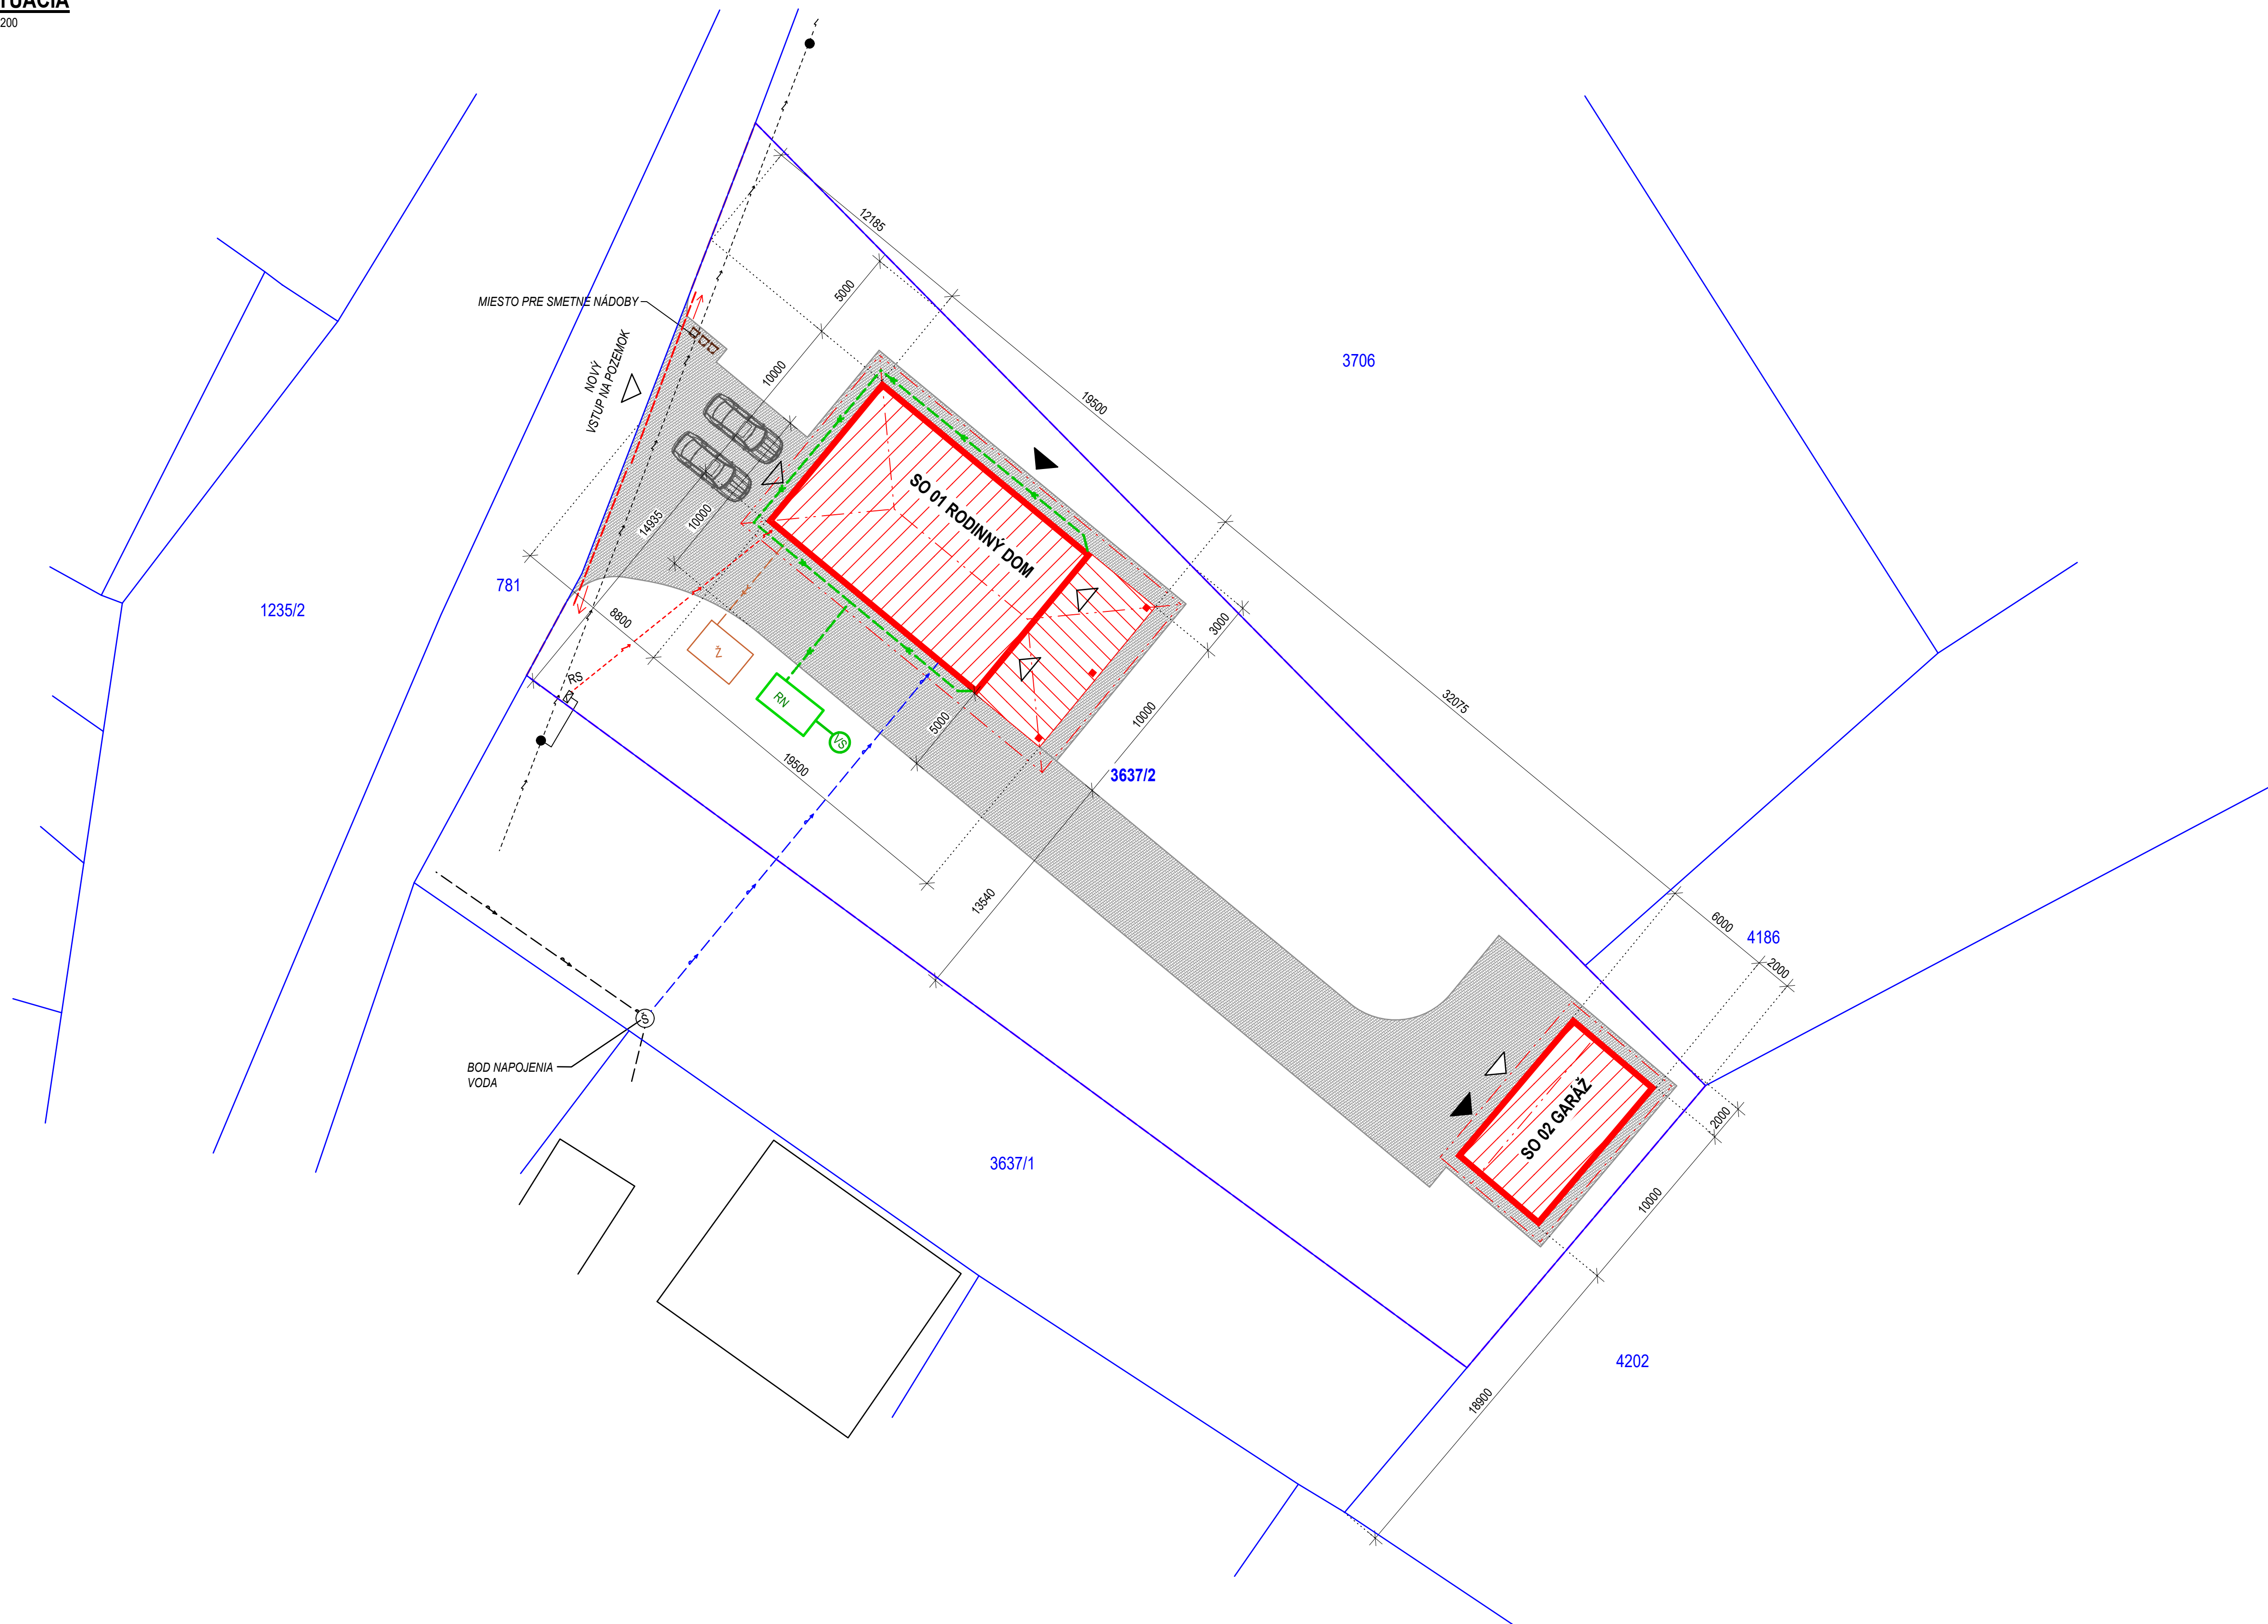 TUÁCIA
200
12185
5000
MIESTO PRE SMETNÉ NÁDOBY
NOVÝ
VSTUP NA POZEMOK
10000
3706
19500
SO 01 RODINNÝ DOM
14935
10000
781
1235/2
8800
3000
Ž
RS
RN
VS
5000
10000
32075
19500
3637/2
13540
6000
4186
2000
Š
BOD NAPOJENIA
VODA
SO 02 GARÁŽ
2000
3637/1
10000
4202
18900